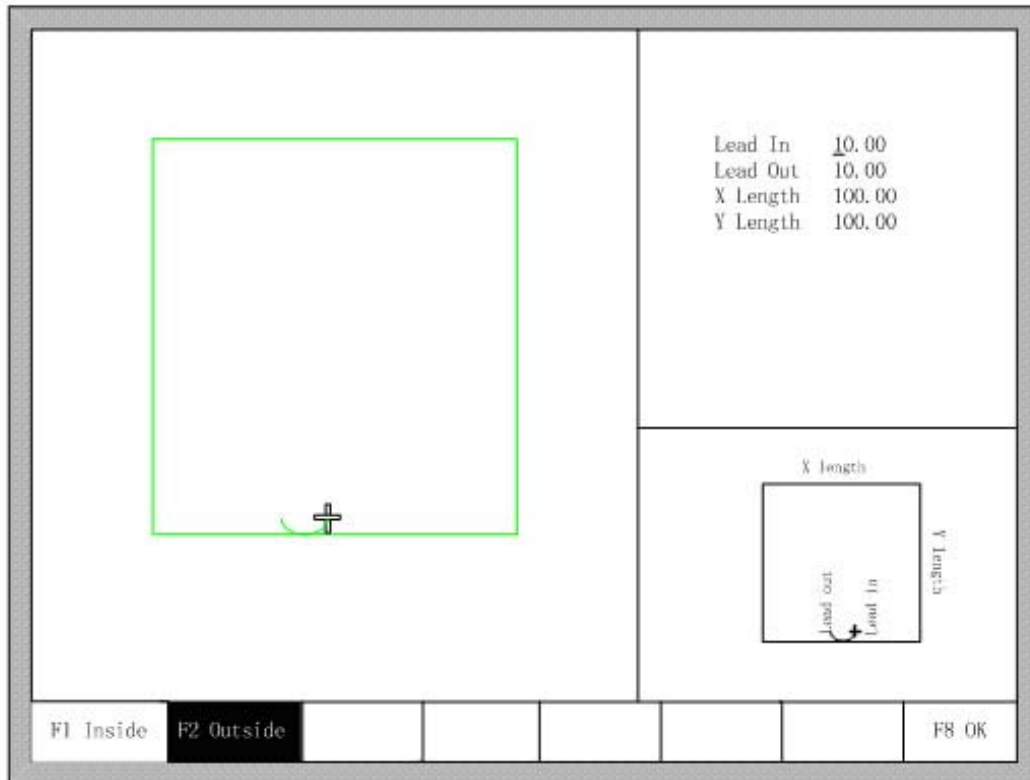 Lead In 10.00
Lead Out 10.00
X Length 100.00
Y Length 100.00
X length
Y length
Lead out
Lead in
F1 Inside
F2 Outside
F8 OK